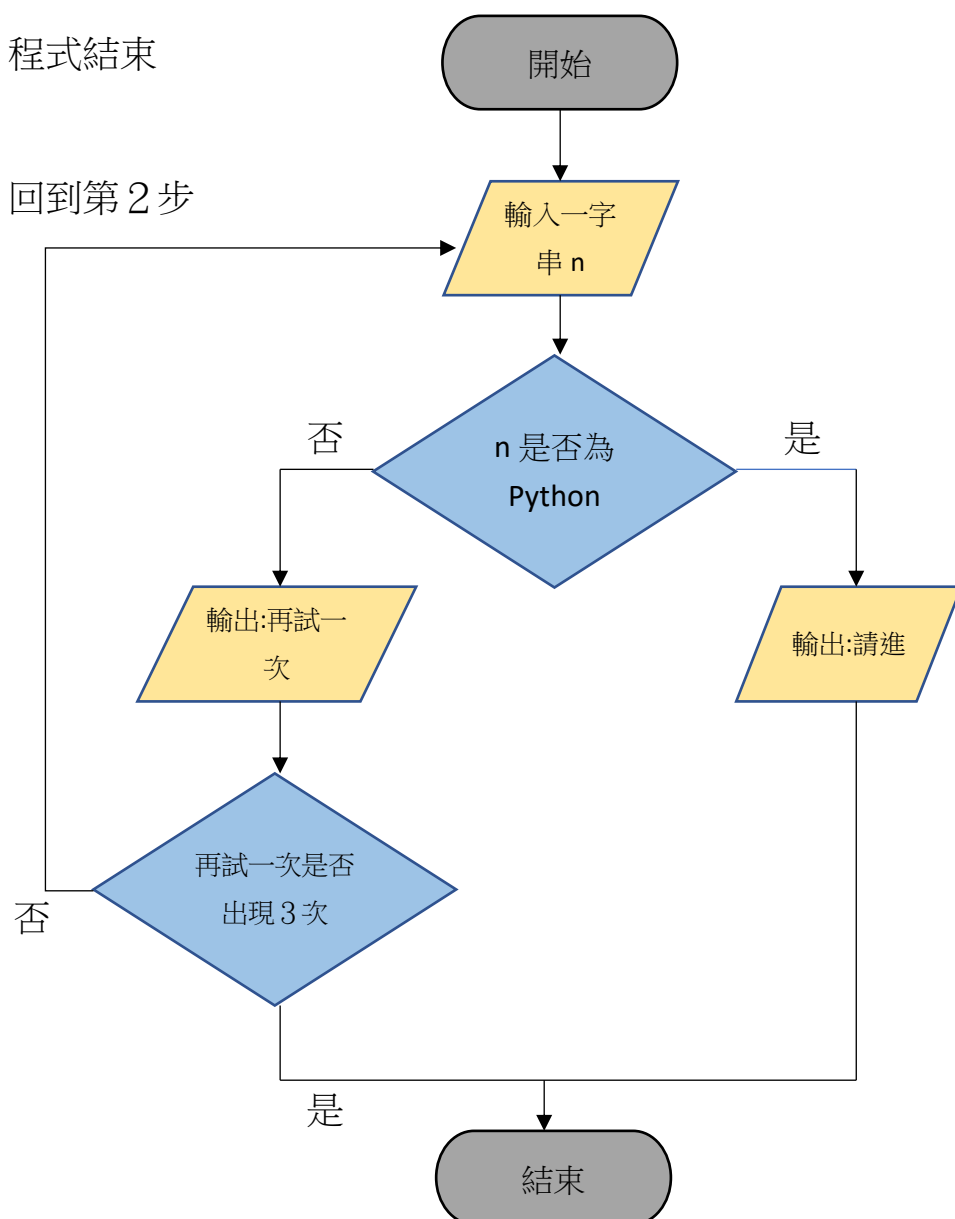 程式結束
開始
回到第２步
輸入一字
串 n
否
是
n 是否為
Python
輸出:再試一
次
輸出:請進
再試一次是否
出現３次
否
是
結束